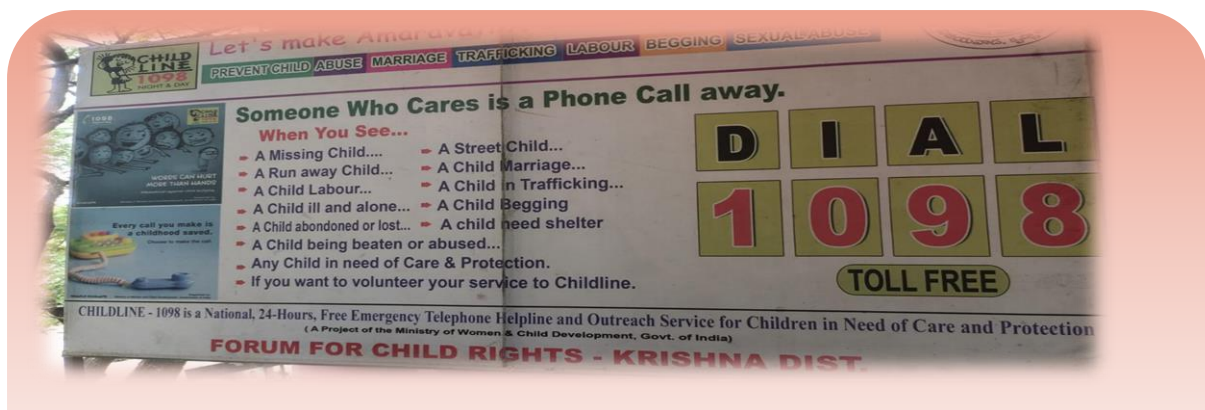 CHILD
LINE
1098
NIGHT & DAY
Let's make
PREVENT CHILD ABUSE MARRIAGE TRAFFICKING LABOUR BEGGING SEXUAL ABUSE
1098
WORDS CAN HURT
MORE THAN HANDS
Every call you make is
a childhood saved.
Choose to make the call.
Someone Who Cares is a Phone Call away.
When You See...
A Missing Child....
A Run away Child...
A Child Labour...
A Child ill and alone...
A Child abondoned or lost...
A Child being beaten or abused...
Any Child in need of Care & Protection.
If you want to volunteer your service to Childline.
A Street Child...
A Child Marriage...
A Child in Trafficking...
A Child Begging
A child need shelter
DIAL
1098
TOLL FREE
CHILDLINE - 1098 is a National, 24-Hours, Free Emergency Telephone Helpline and Outreach Service for Children in Need of Care and Protection
( A Project of the Ministry of Women & Child Development, Govt. of India)
FORUM FOR CHILD RIGHTS - KRISHNA DIST.